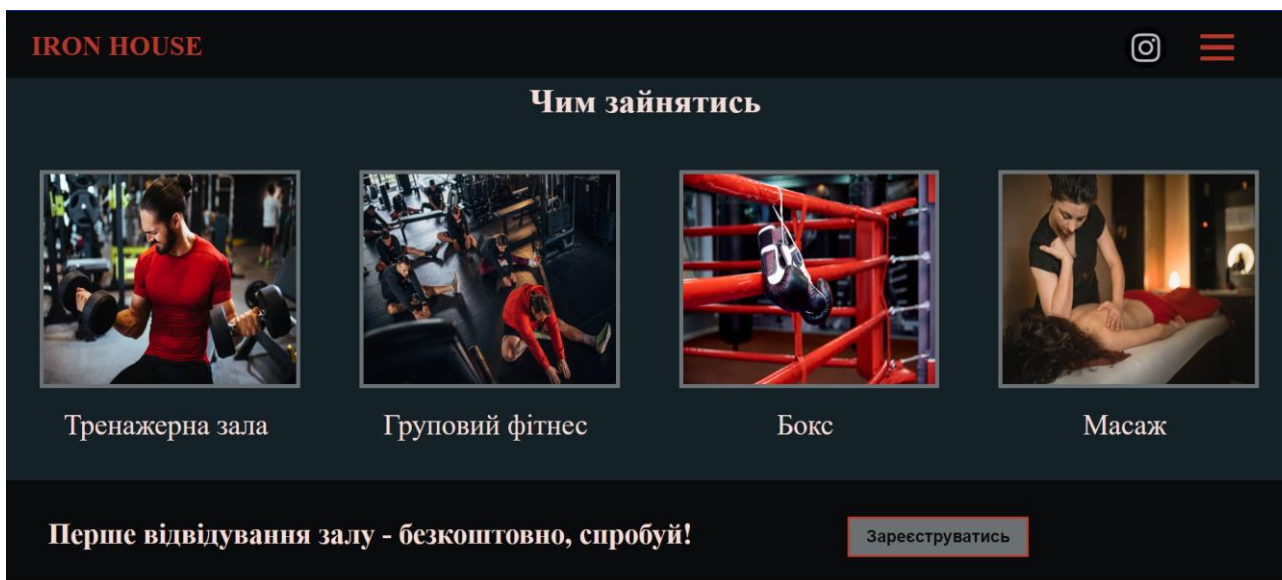 IRON HOUSE
Чим зайнятись
Тренажерна зала
Груповий фітнес
Бокс
Масаж
Перше відвідування залу - безкоштовно, спробуй!
Зареєструватись